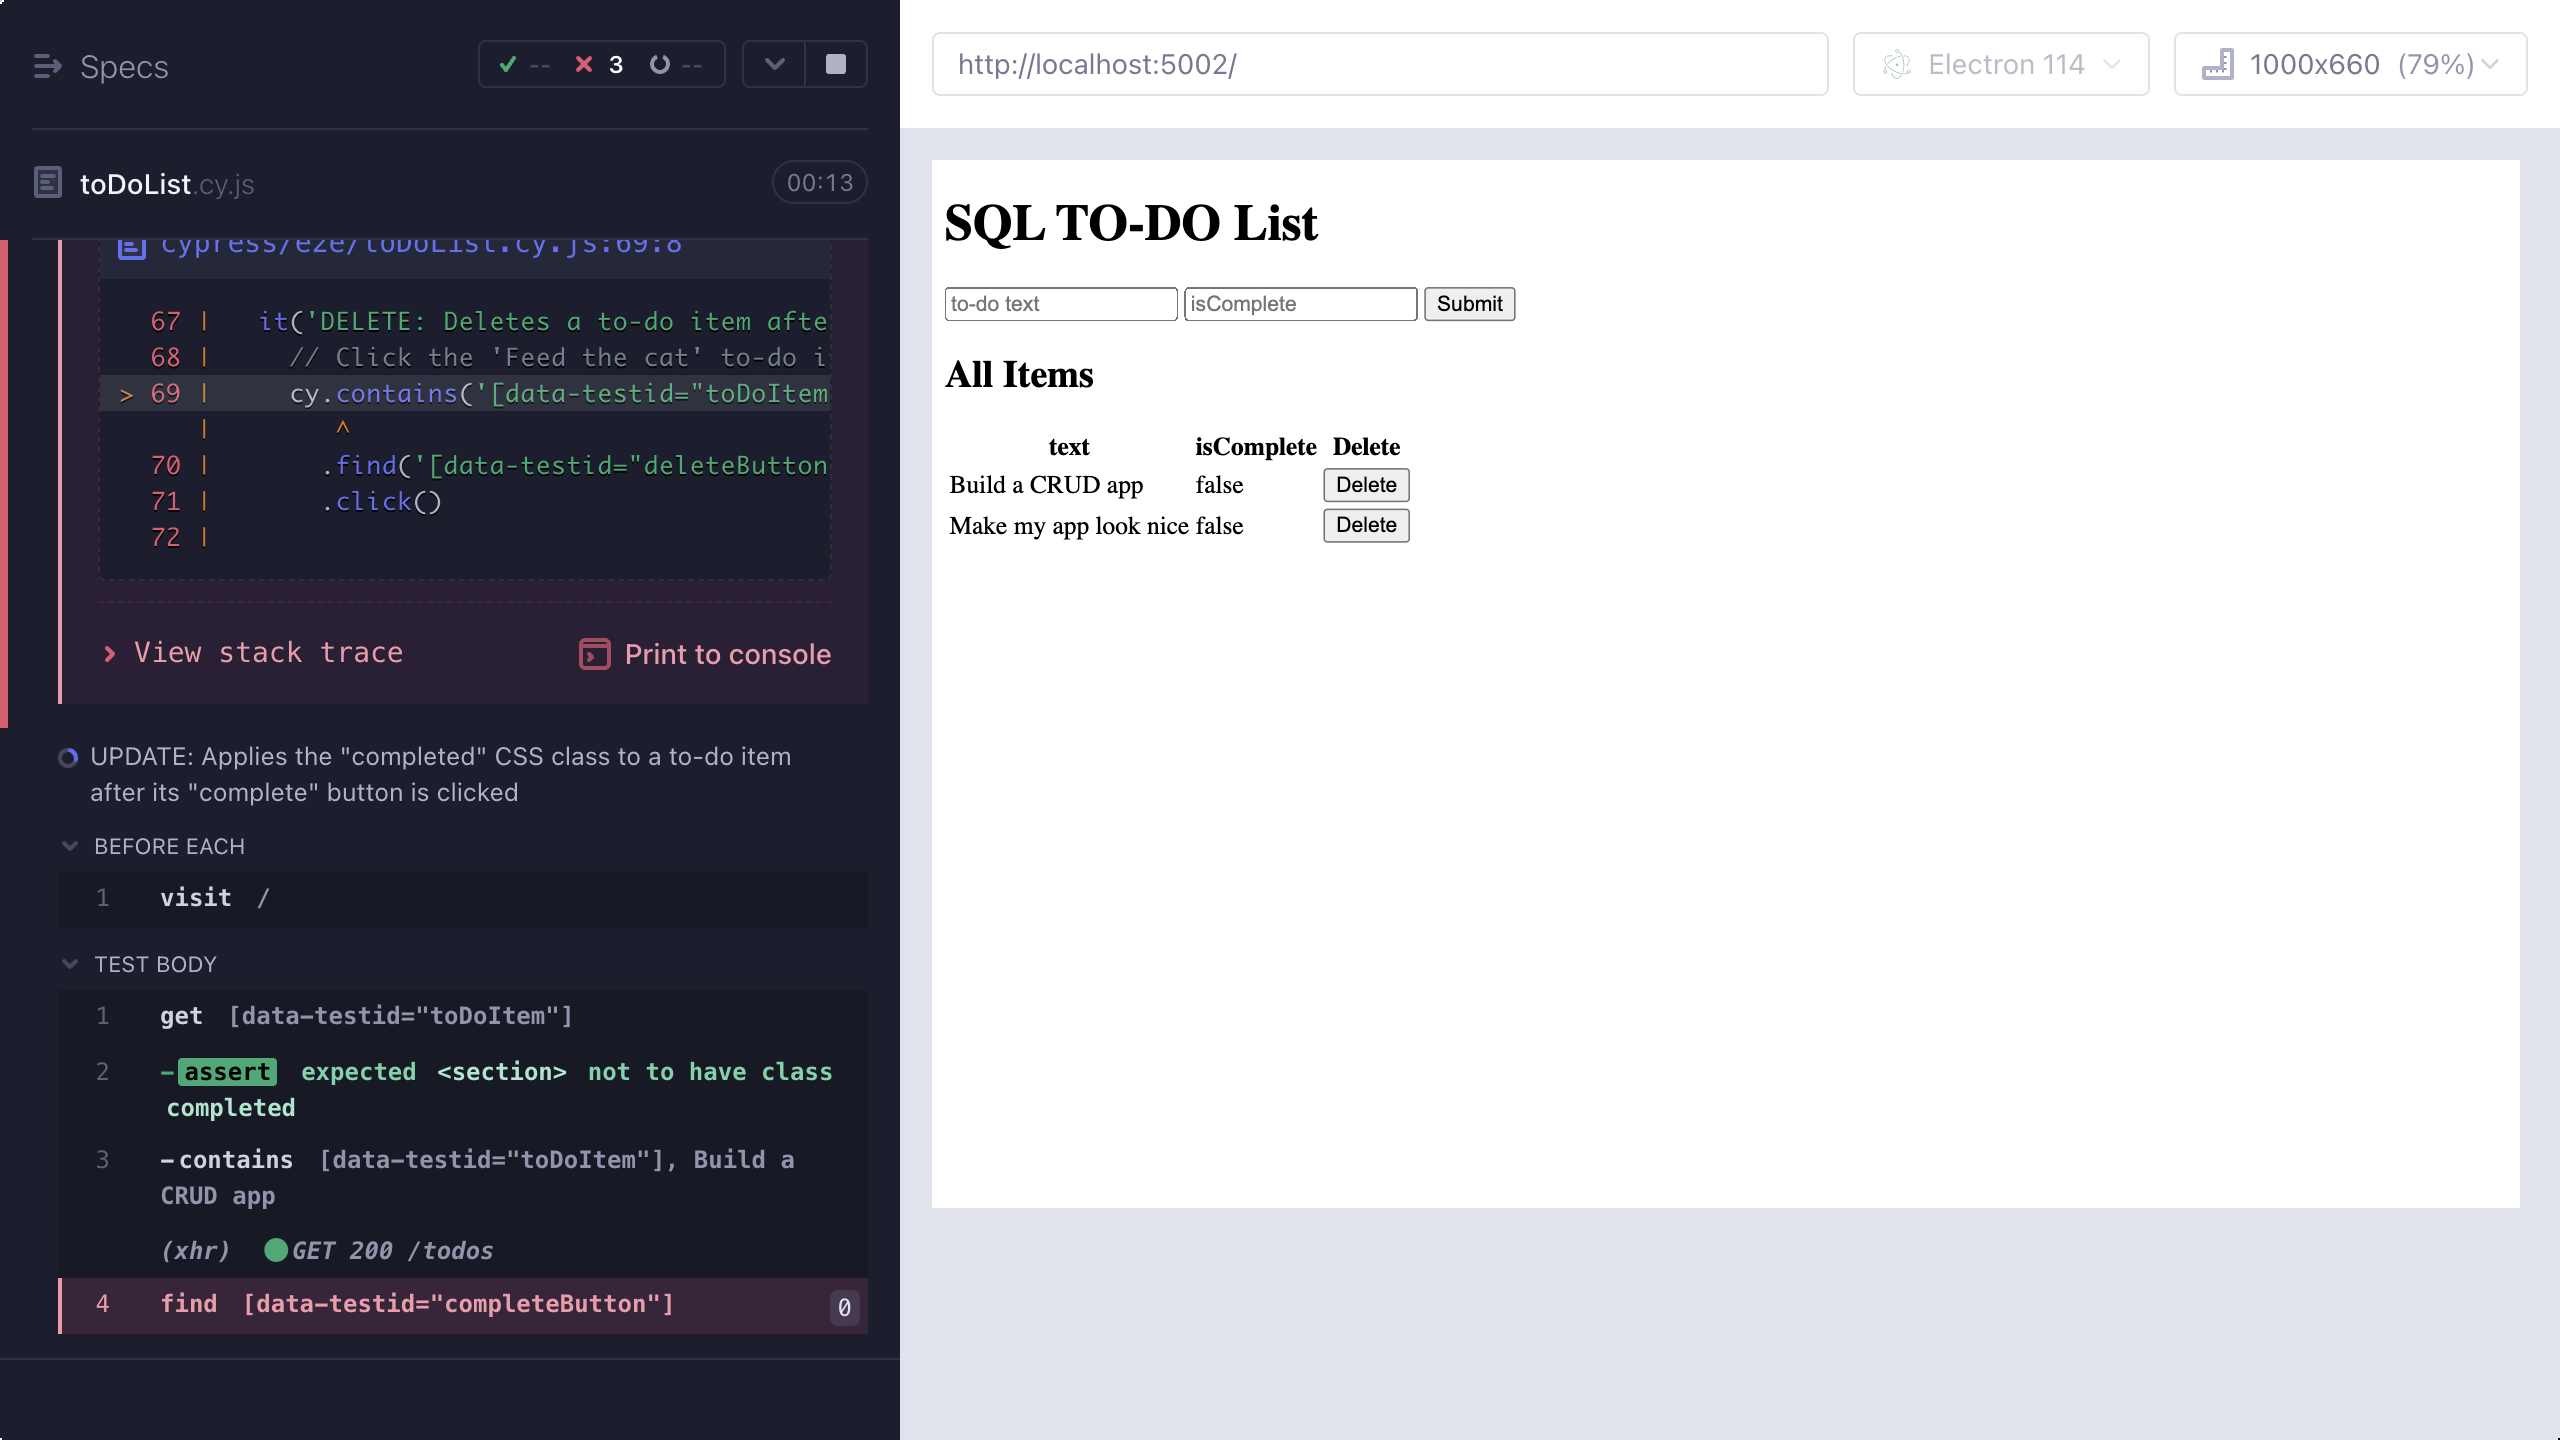 Specs
-- 3 --
toDoList.cy.js
00:13
cypress/e2e/toDoList.cy.js:69:8
67 | it('DELETE: Deletes a to-do item afte
68 | // Click the 'Feed the cat' to-do i
> 69 | cy.contains('[data-testid="toDoItem
| ^
70 | .find('[data-testid="deleteButton
71 | .click()
72 |
View stack trace
Print to console
UPDATE: Applies the "completed" CSS class to a to-do item
after its "complete" button is clicked
BEFORE EACH
1 visit /
TEST BODY
1 get [data-testid="toDoItem"]
2 -assert expected <section> not to have class
completed
3 -contains [data-testid="toDoItem"], Build a
CRUD app
(xhr) GET 200 /todos
4 find [data-testid="completeButton"] 0
http://localhost:5002/
Electron 114
1000x660 (79%)
SQL TO-DO List
to-do text isComplete Submit
All Items
text isComplete Delete
Build a CRUD app false Delete
Make my app look nice false Delete